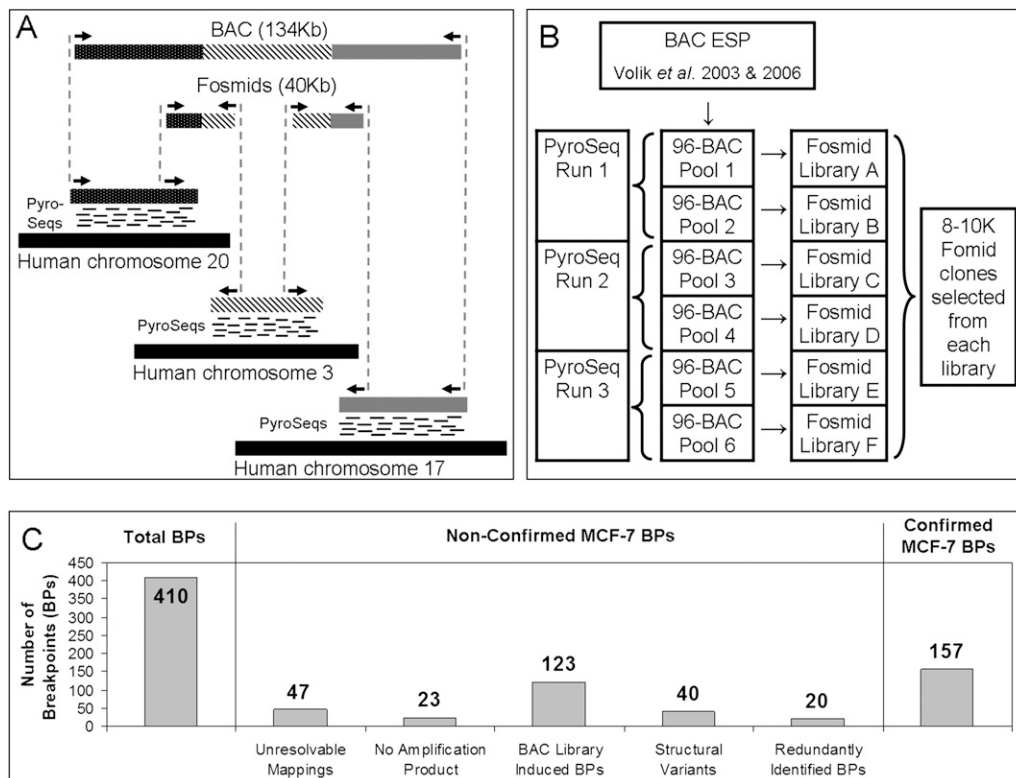 A
BAC (134Kb)
Fosmids (40Kb)
Pyro-
Seqs
Human chromosome 20
PyroSeqs
Human chromosome 3
PyroSeqs
Human chromosome 17
B
BAC ESP
Volik et al. 2003 & 2006
PyroSeq
Run 1
96-BAC
Pool 1
Fosmid
Library A
96-BAC
Pool 2
Fosmid
Library B
PyroSeq
Run 2
96-BAC
Pool 3
Fosmid
Library C
96-BAC
Pool 4
Fosmid
Library D
PyroSeq
Run 3
96-BAC
Pool 5
Fosmid
Library E
96-BAC
Pool 6
Fosmid
Library F
8-10K
Fomid
clones
selected
from
each
library
C
Total BPs
Non-Confirmed MCF-7 BPs
Confirmed
MCF-7 BPs
Number of
Breakpoints (BPs)
450
400
350
300
250
200
150
100
50
0
410
47
23
123
40
20
157
Unresolvable
Mappings
No Amplification
Product
BAC Library
Induced BPs
Structural
Variants
Redundantly
Identified BPs